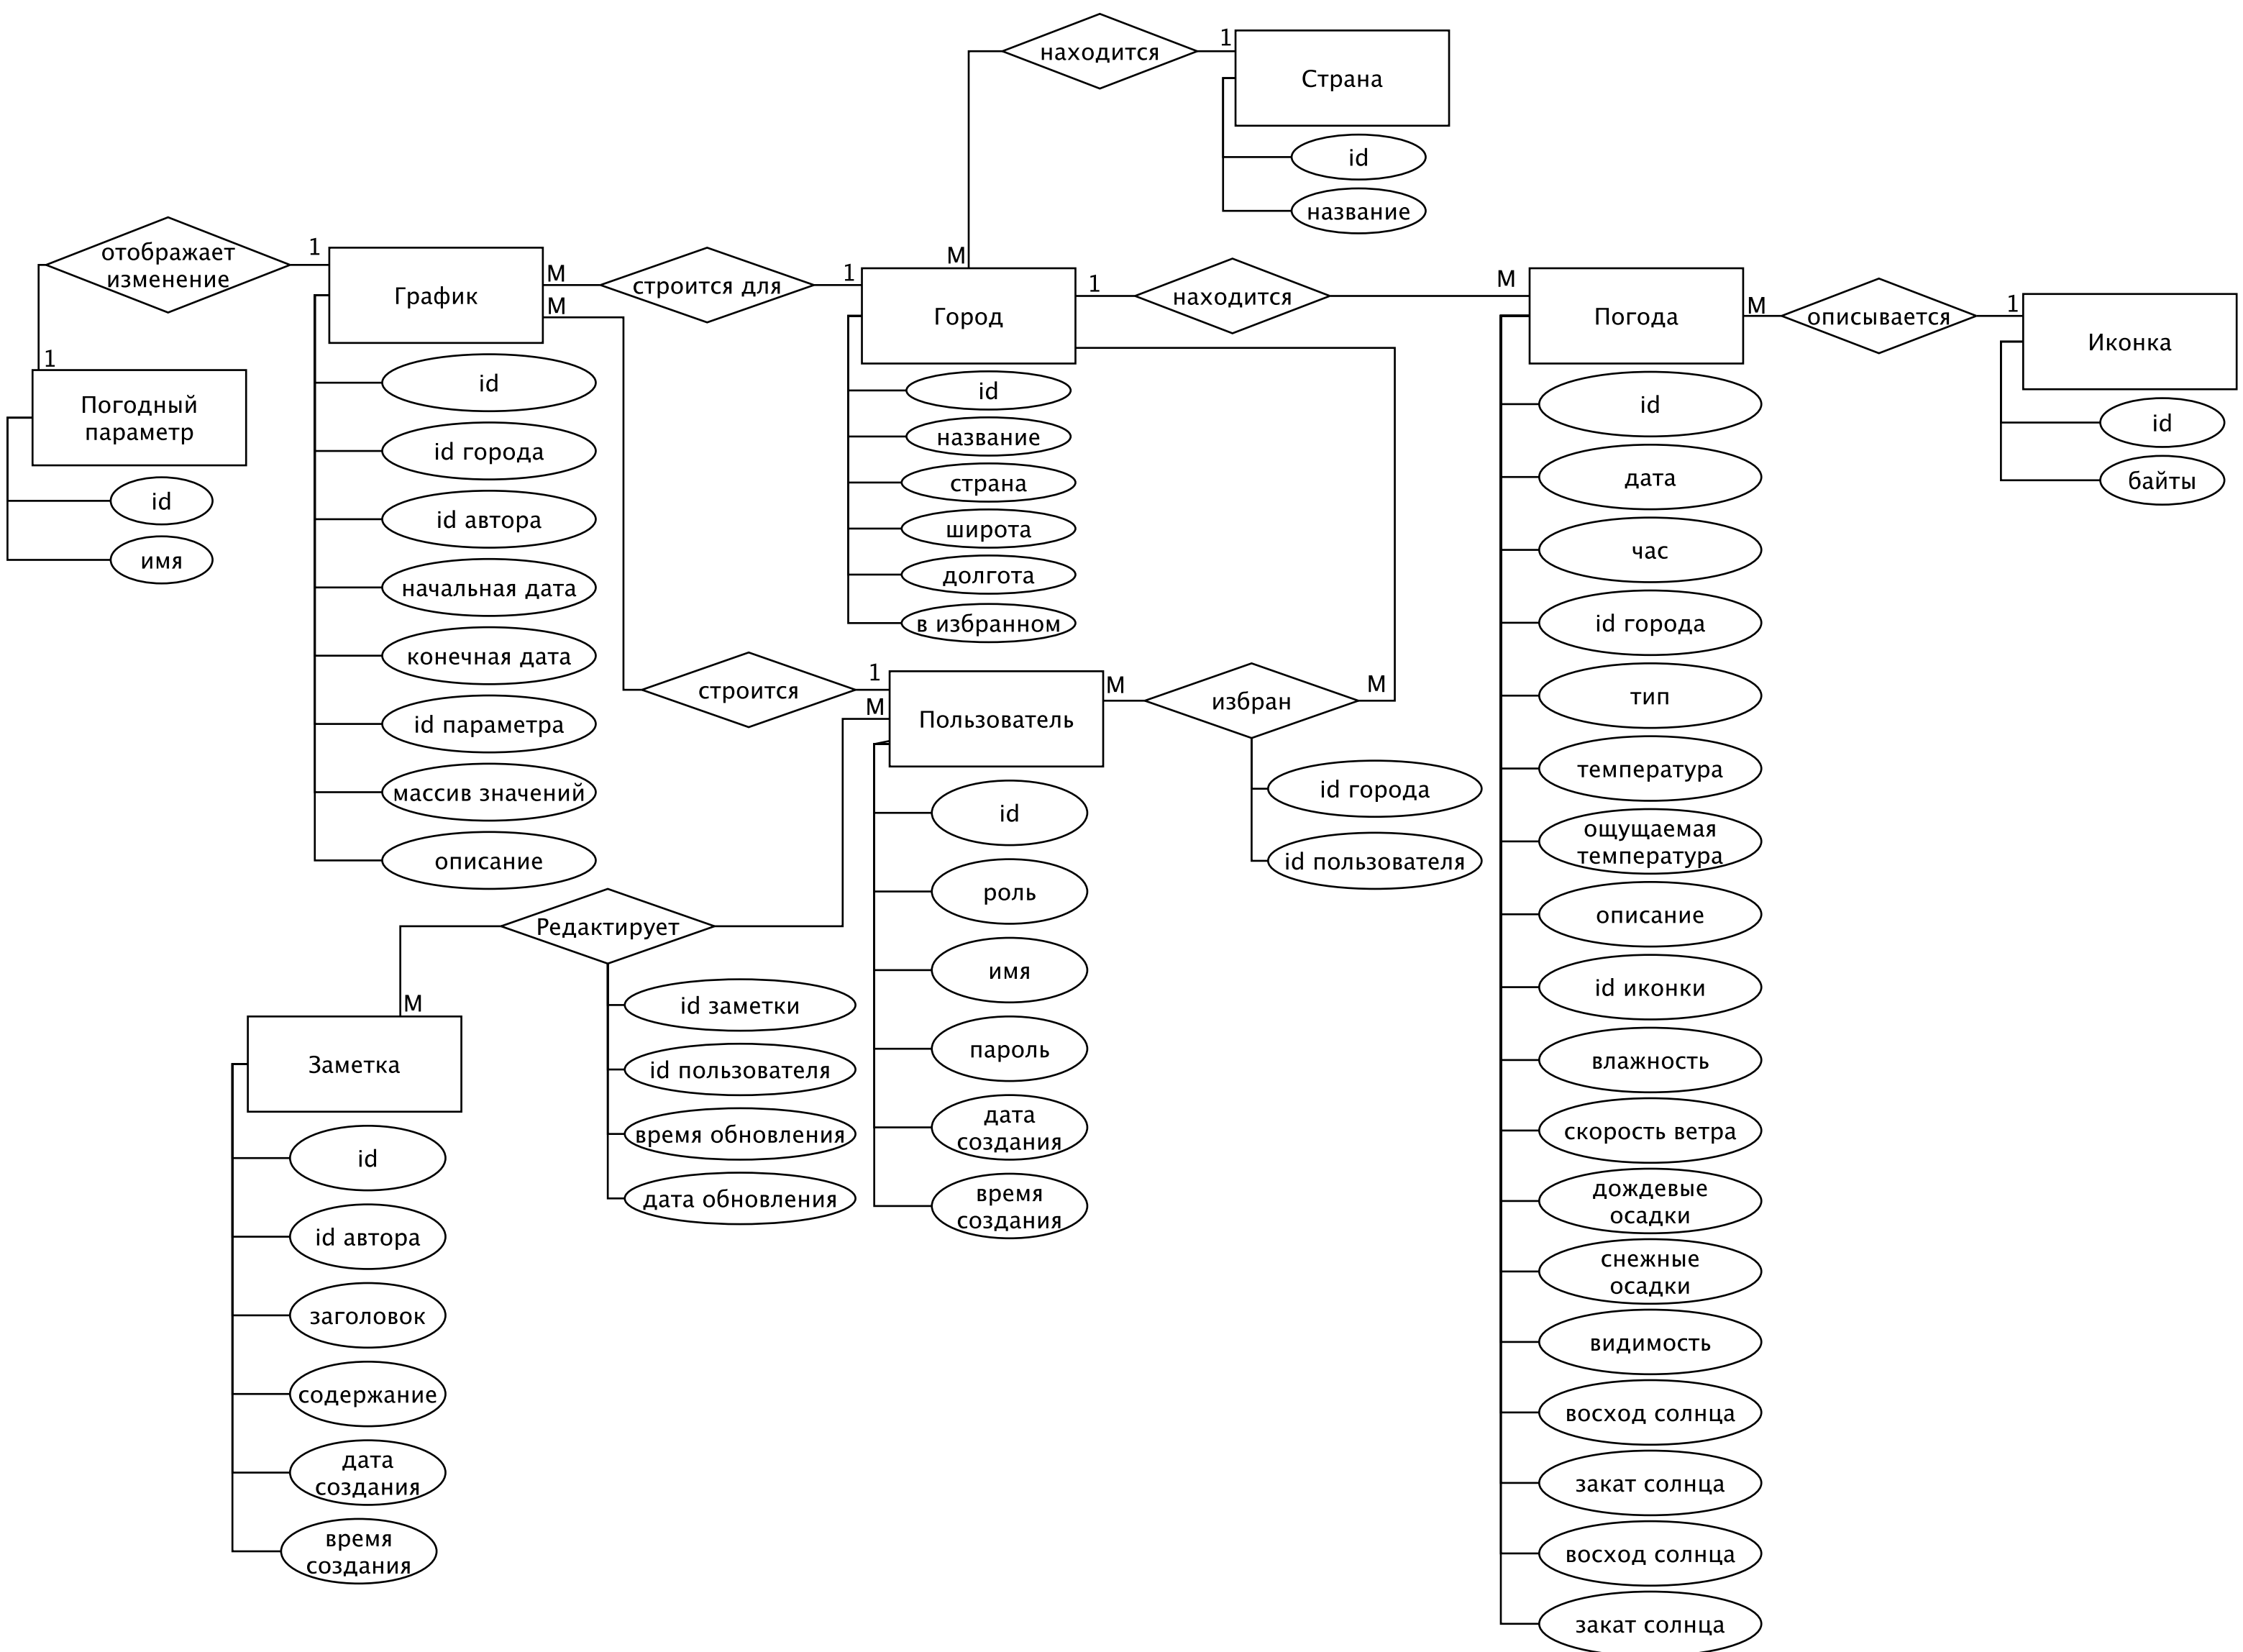 находится
1
Страна
id
название
М
отображает
изменение
1
График
М
М
строится для
1
Город
1
находится
М
Погода
М
описывается
1
Иконка
1
Погодный
параметр
id
имя
id
id города
id автора
начальная дата
конечная дата
id параметра
массив значений
описание
id
название
страна
широта
долгота
в избранном
id
байты
строится
1
М
Пользователь
М
избран
М
id города
id пользователя
id
роль
имя
пароль
дата
создания
время
создания
Редактирует
М
id заметки
id пользователя
время обновления
дата обновления
Заметка
id
id автора
заголовок
содержание
дата
создания
время
создания
id
дата
час
id города
тип
температура
ощущаемая
температура
описание
id иконки
влажность
скорость ветра
дождевые
осадки
снежные
осадки
видимость
восход солнца
закат солнца
восход солнца
закат солнца